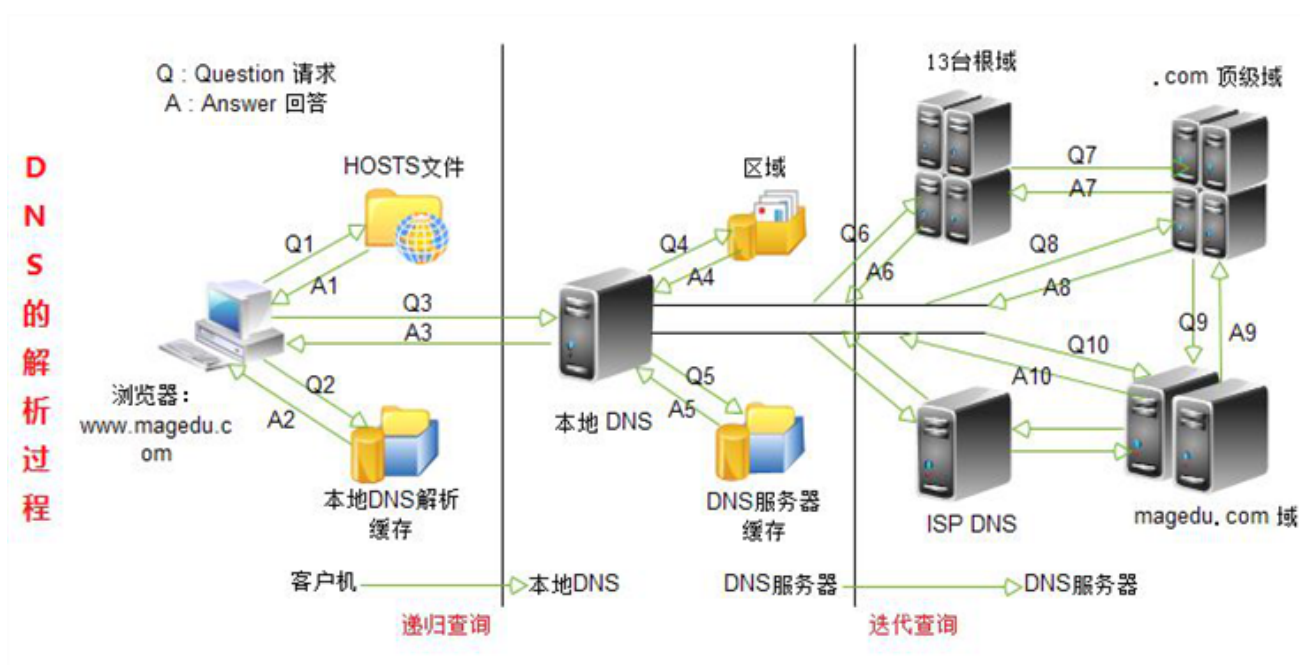 DNS的解析过程
Q : Question 请求
A : Answer 回答
HOSTS文件
Q1
A1
浏览器：
www.magedu.c
om
Q2
A2
本地DNS解析
缓存
Q3
A3
本地 DNS
区域
Q4
A4
Q5
A5
DNS服务器
缓存
13台根域
.com 顶级域
Q6
A6
Q7
A7
Q8
A8
Q9
A9
Q10
A10
ISP DNS
magedu.com 域
客户机
本地DNS
DNS服务器
DNS服务器
递归查询
迭代查询